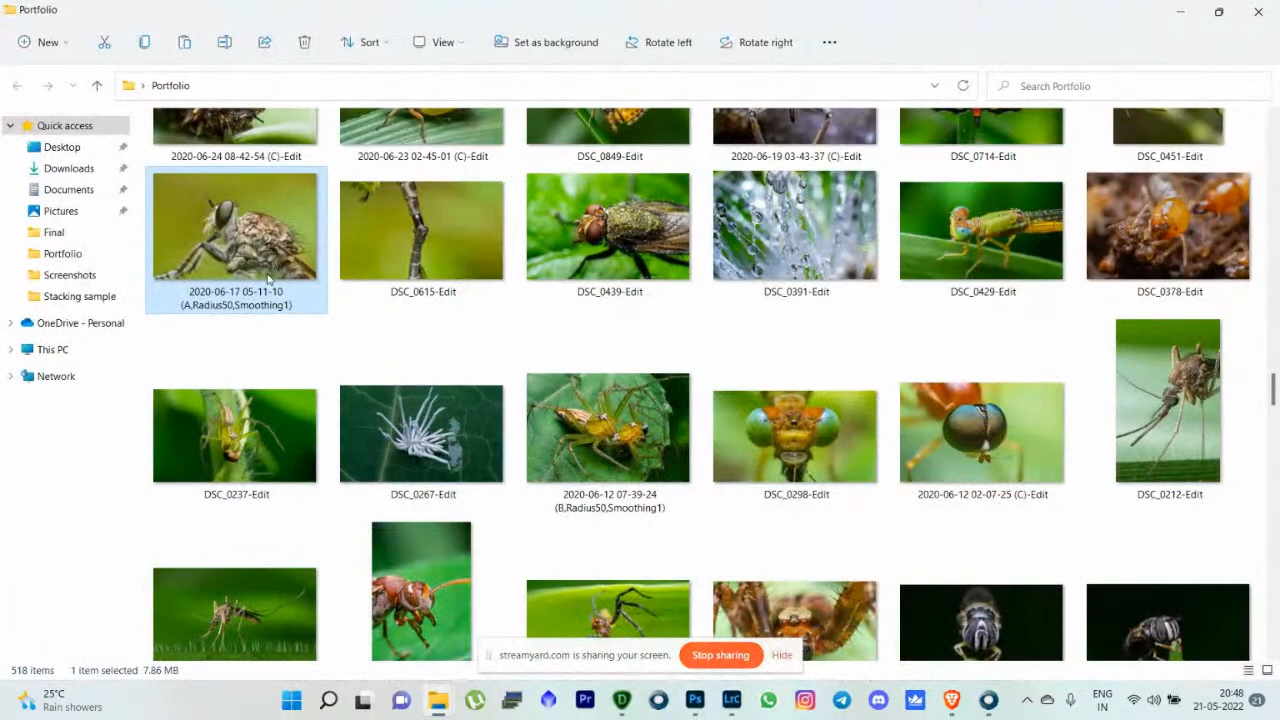 Portfolio
New
Sort
View
Set as background
Rotate left
Rotate right
Portfolio
Search Portfolio
Quick access
Desktop
Downloads
Documents
Pictures
Final
Portfolio
Screenshots
Stacking sample
OneDrive - Personal
This PC
Network
2020-06-24 08-42-54 (C)-Edit
2020-06-23 02-45-01 (C)-Edit
DSC_0849-Edit
2020-06-19 03-43-37 (C)-Edit
DSC_0714-Edit
DSC_0451-Edit
2020-06-17 05-11-10
(A,Radius50,Smoothing1)
DSC_0615-Edit
DSC_0439-Edit
DSC_0391-Edit
DSC_0429-Edit
DSC_0378-Edit
DSC_0237-Edit
DSC_0267-Edit
2020-06-12 07-39-24
(B,Radius50,Smoothing1)
DSC_0298-Edit
2020-06-12 02-07-25 (C)-Edit
DSC_0212-Edit
streamyard.com is sharing your screen.
Stop sharing
Hide
518 items
1 item selected 7.86 MB
25°C
Rain showers
Pr
D
Ps
LrC
ENG
IN
20:48
21-05-2022
21